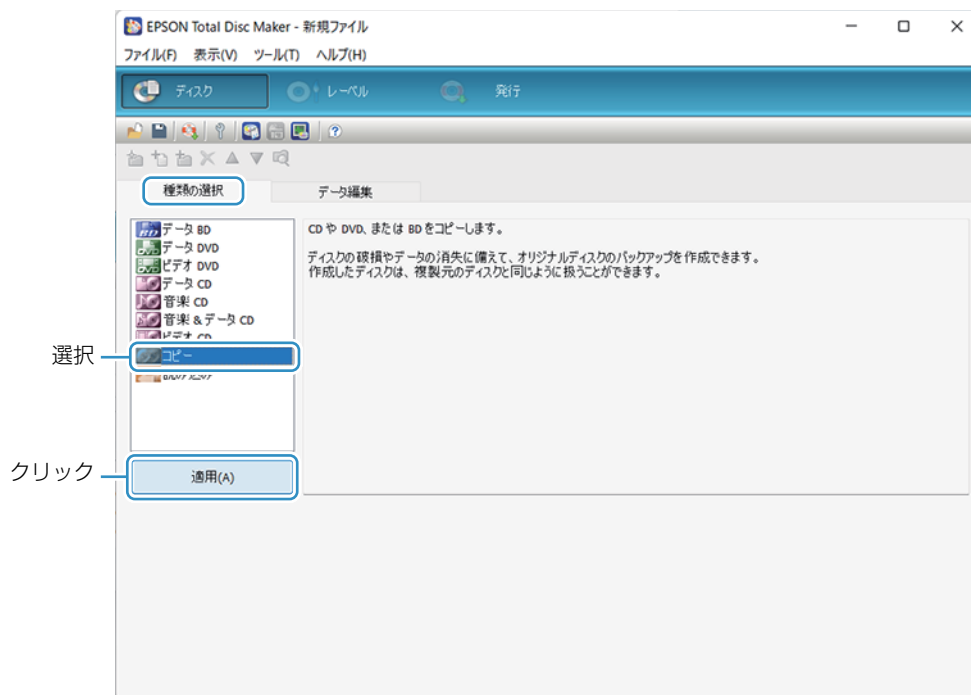 EPSON Total Disc Maker - 新規ファイル
ファイル(F) 表示(V) ツール(T) ヘルプ(H)
ディスク レーベル 発行
種類の選択 データ編集
データ BD
データ DVD
ビデオ DVD
データ CD
音楽 CD
音楽 & データ CD
ビデオ CD
コピー
CD や DVD、または BD をコピーします。
ディスクの破損やデータの消失に備えて、オリジナルディスクのバックアップを作成できます。
作成したディスクは、複製元のディスクと同じように扱うことができます。
選択
クリック
適用(A)